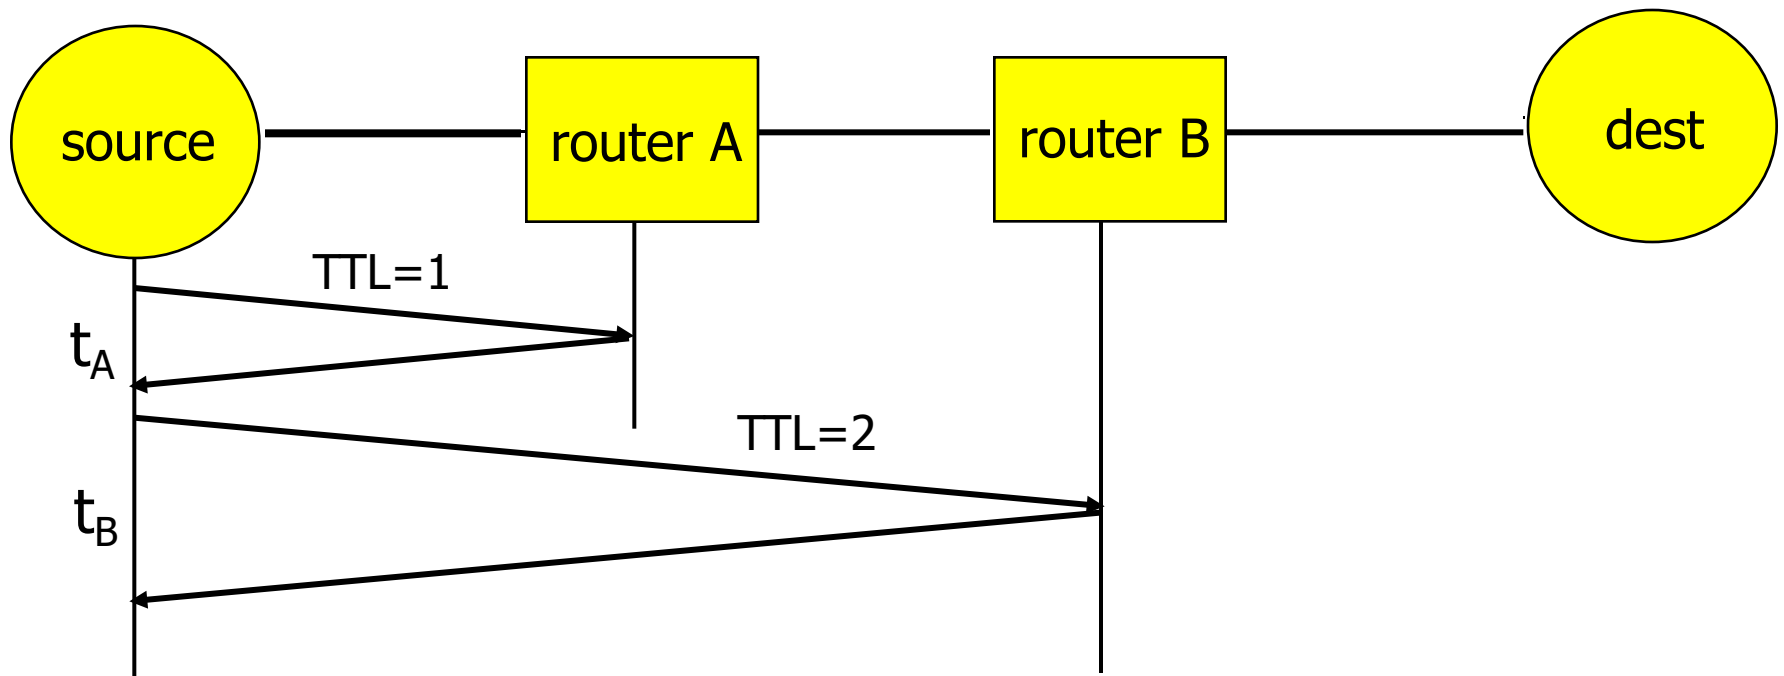 source
router A
router B
dest
TTL=1
tA
TTL=2
tB